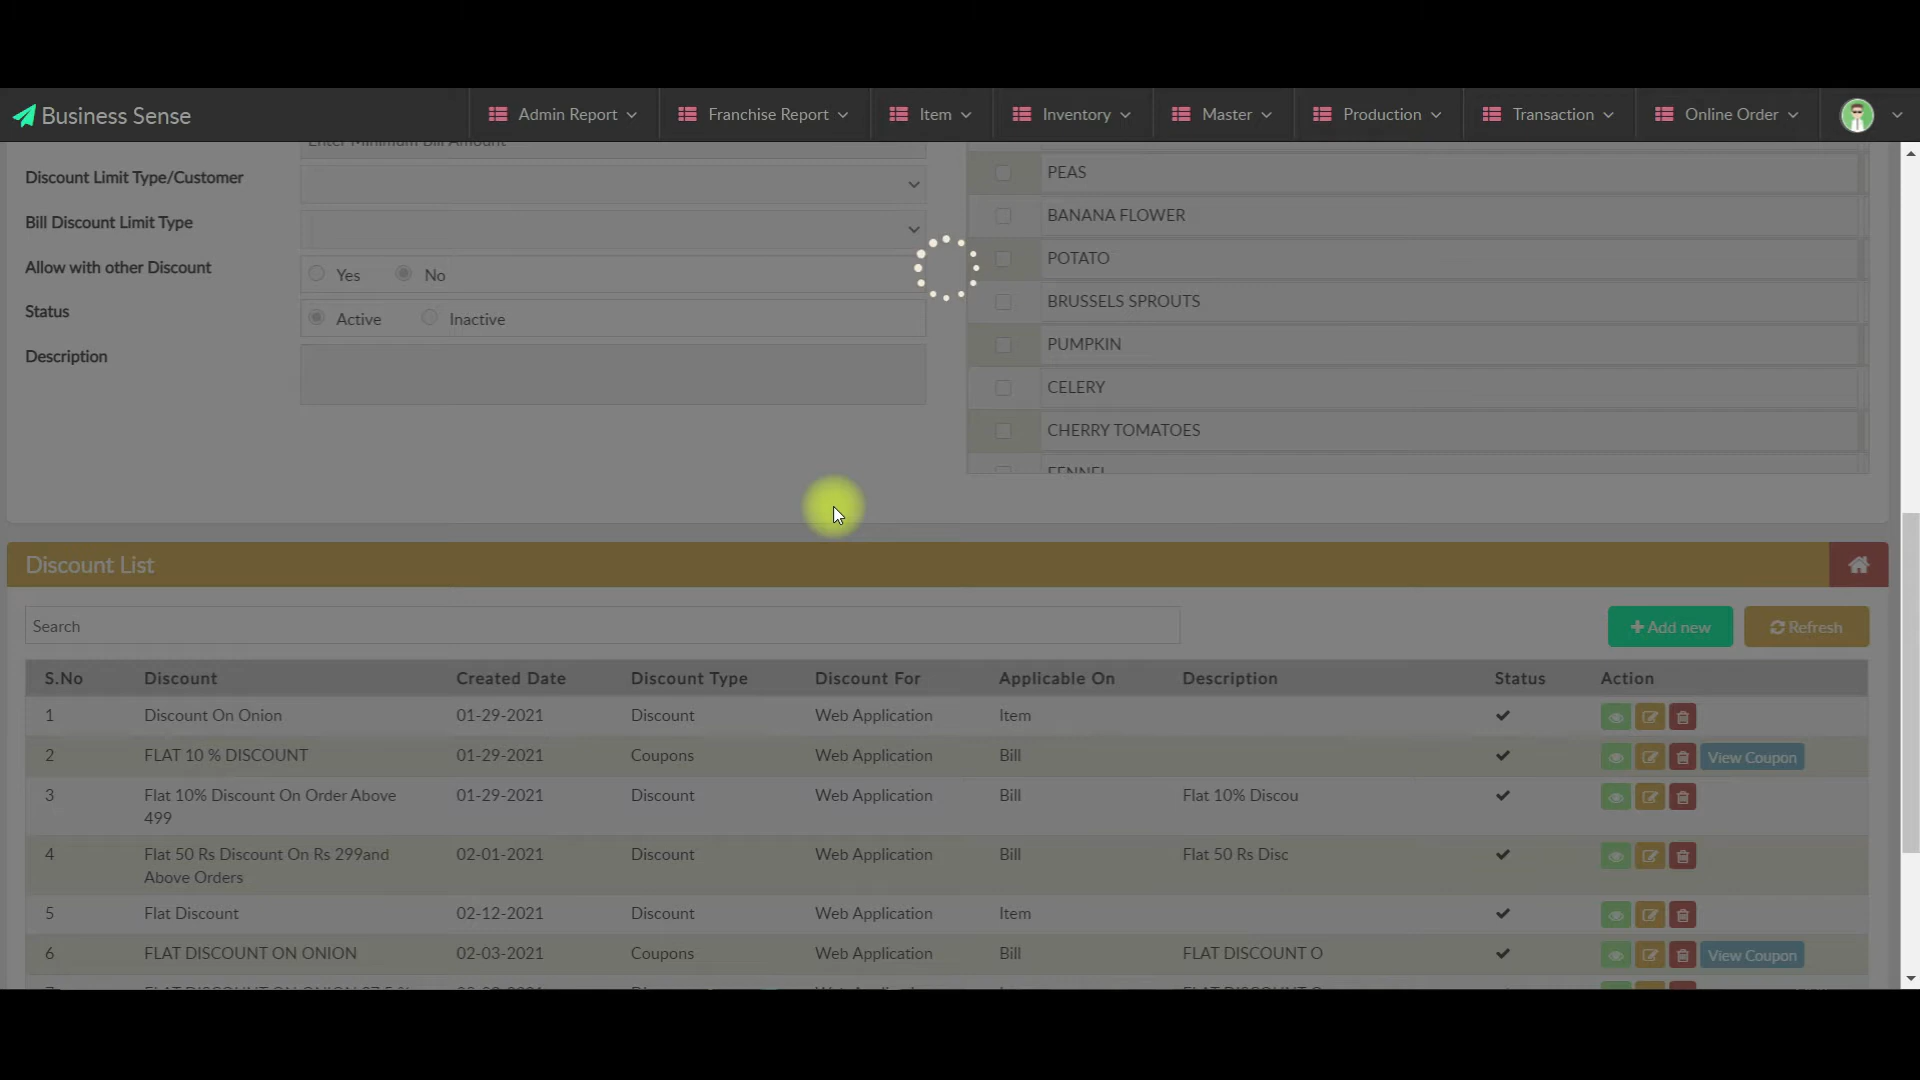 Business Sense
Admin Report
Franchise Report
Item
Inventory
Master
Production
Transaction
Online Order
Enter Minimum Bill Amount
Discount Limit Type/Customer
Bill Discount Limit Type
Allow with other Discount
Yes
No
Status
Active
Inactive
Description
PEAS
BANANA FLOWER
POTATO
BRUSSELS SPROUTS
PUMPKIN
CELERY
CHERRY TOMATOES
FENNEL
Discount List
Search
Add new
Refresh
S.No Discount Created Date Discount Type Discount For Applicable On Description Status Action
1 Discount On Onion 01-29-2021 Discount Web Application Item
2 FLAT 10 % DISCOUNT 01-29-2021 Coupons Web Application Bill View Coupon
3 Flat 10% Discount On Order Above 01-29-2021 Discount Web Application Bill Flat 10% Discou
499
4 Flat 50 Rs Discount On Rs 299and 02-01-2021 Discount Web Application Bill Flat 50 Rs Disc
Above Orders
5 Flat Discount 02-12-2021 Discount Web Application Item
6 FLAT DISCOUNT ON ONION 02-03-2021 Coupons Web Application Bill FLAT DISCOUNT O View Coupon